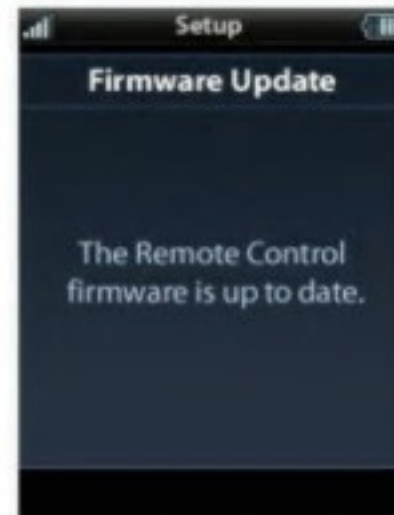 Setup
Firmware Update
The Remote Control
firmware is up to date.